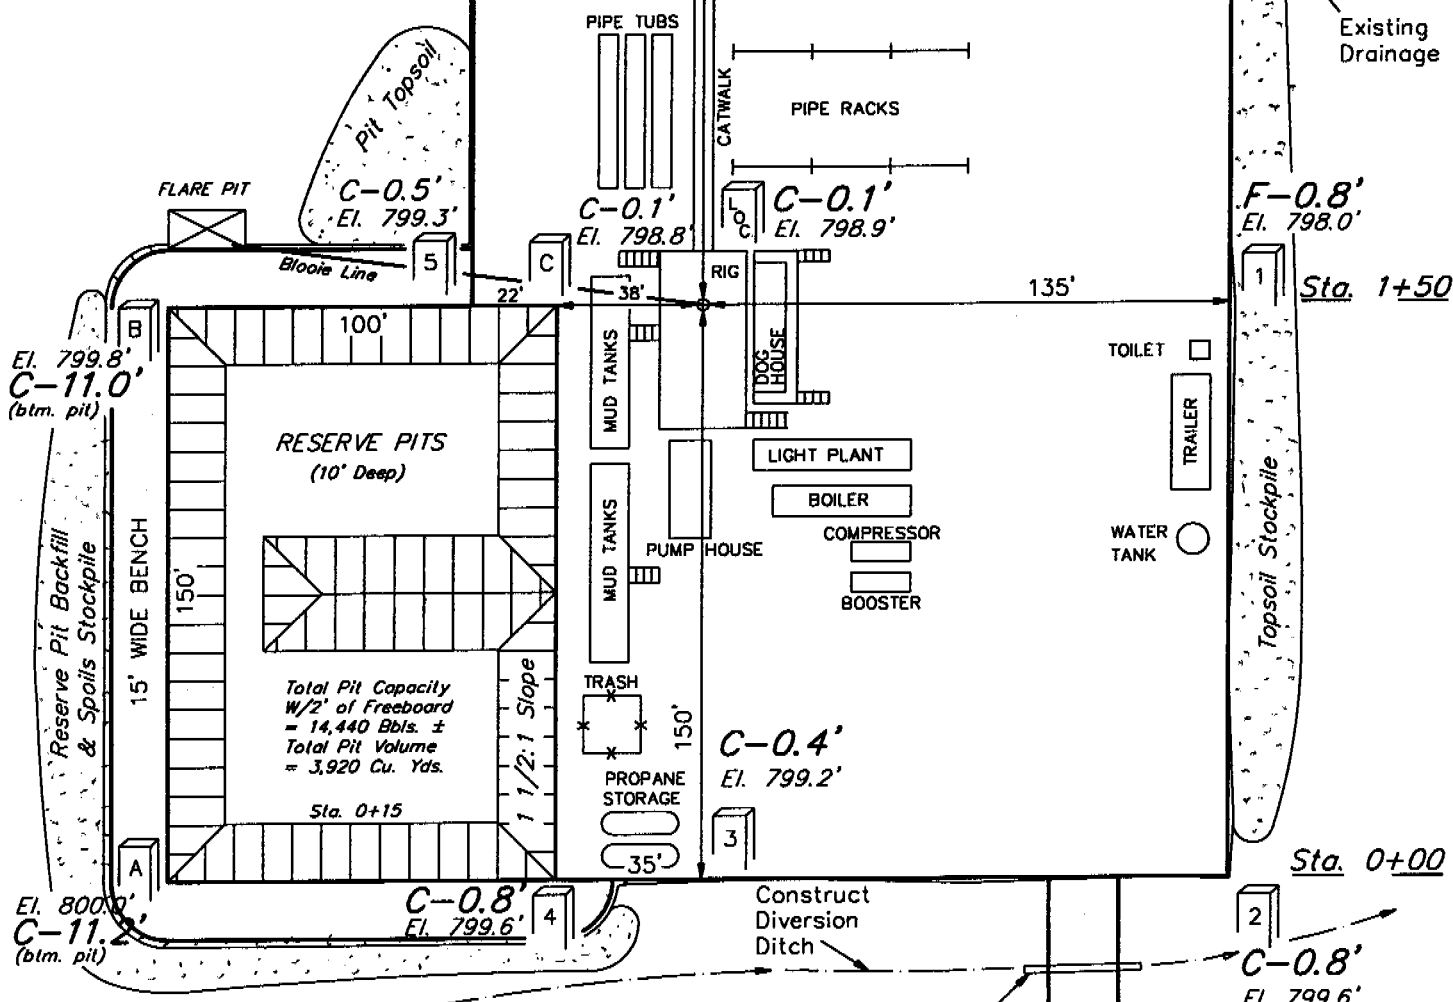 PIPE TUBS
Existing
Drainage
Pit Topsoil
CATWALK
PIPE RACKS
FLARE PIT
C-0.5'
El. 799.3'
C-0.1'
El. 798.8'
LOC.
C-0.1'
El. 798.9'
F-0.8'
El. 798.0'
5
C
Blooie Line
RIG
1
Sta. 1+50
22'
38'
135'
B
100'
El. 799.8'
C-11.0'
(btm. pit)
MUD TANKS
DOG
HOUSE
TOILET
TRAILER
RESERVE PITS
(10' Deep)
LIGHT PLANT
BOILER
COMPRESSOR
WATER
TANK
PUMP HOUSE
MUD TANKS
BOOSTER
Topsoil Stockpile
Reserve Pit Backfill
& Spoils Stockpile
15' WIDE BENCH
150'
Total Pit Capacity
W/2' of Freeboard
= 14,440 Bbls. ±
Total Pit Volume
= 3,920 Cu. Yds.
1 1/2:1 Slope
TRASH
150'
C-0.4'
El. 799.2'
PROPANE
STORAGE
Sta. 0+15
3
35'
A
Sta. 0+00
El. 800.0'
C-11.2'
(btm. pit)
C-0.8'
El. 799.6'
4
Construct
Diversion
Ditch
2
C-0.8'
El. 799.6'